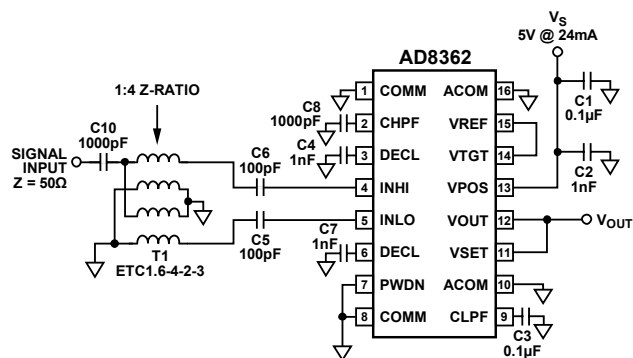 VS
5V @ 24mA
AD8362
1:4 Z-RATIO
C10
1000pF
SIGNAL
INPUT
Z = 50Ω
T1
ETC1.6-4-2-3
C6
100pF
C5
100pF
C8
1000pF
C4
1nF
C7
1nF
1 COMM ACOM 16
2 CHPF VREF 15
3 DECL VTGT 14
4 INHI VPOS 13
5 INLO VOUT 12
6 DECL VSET 11
7 PWDN ACOM 10
8 COMM CLPF 9
C1
0.1µF
C2
1nF
VOUT
C3
0.1µF